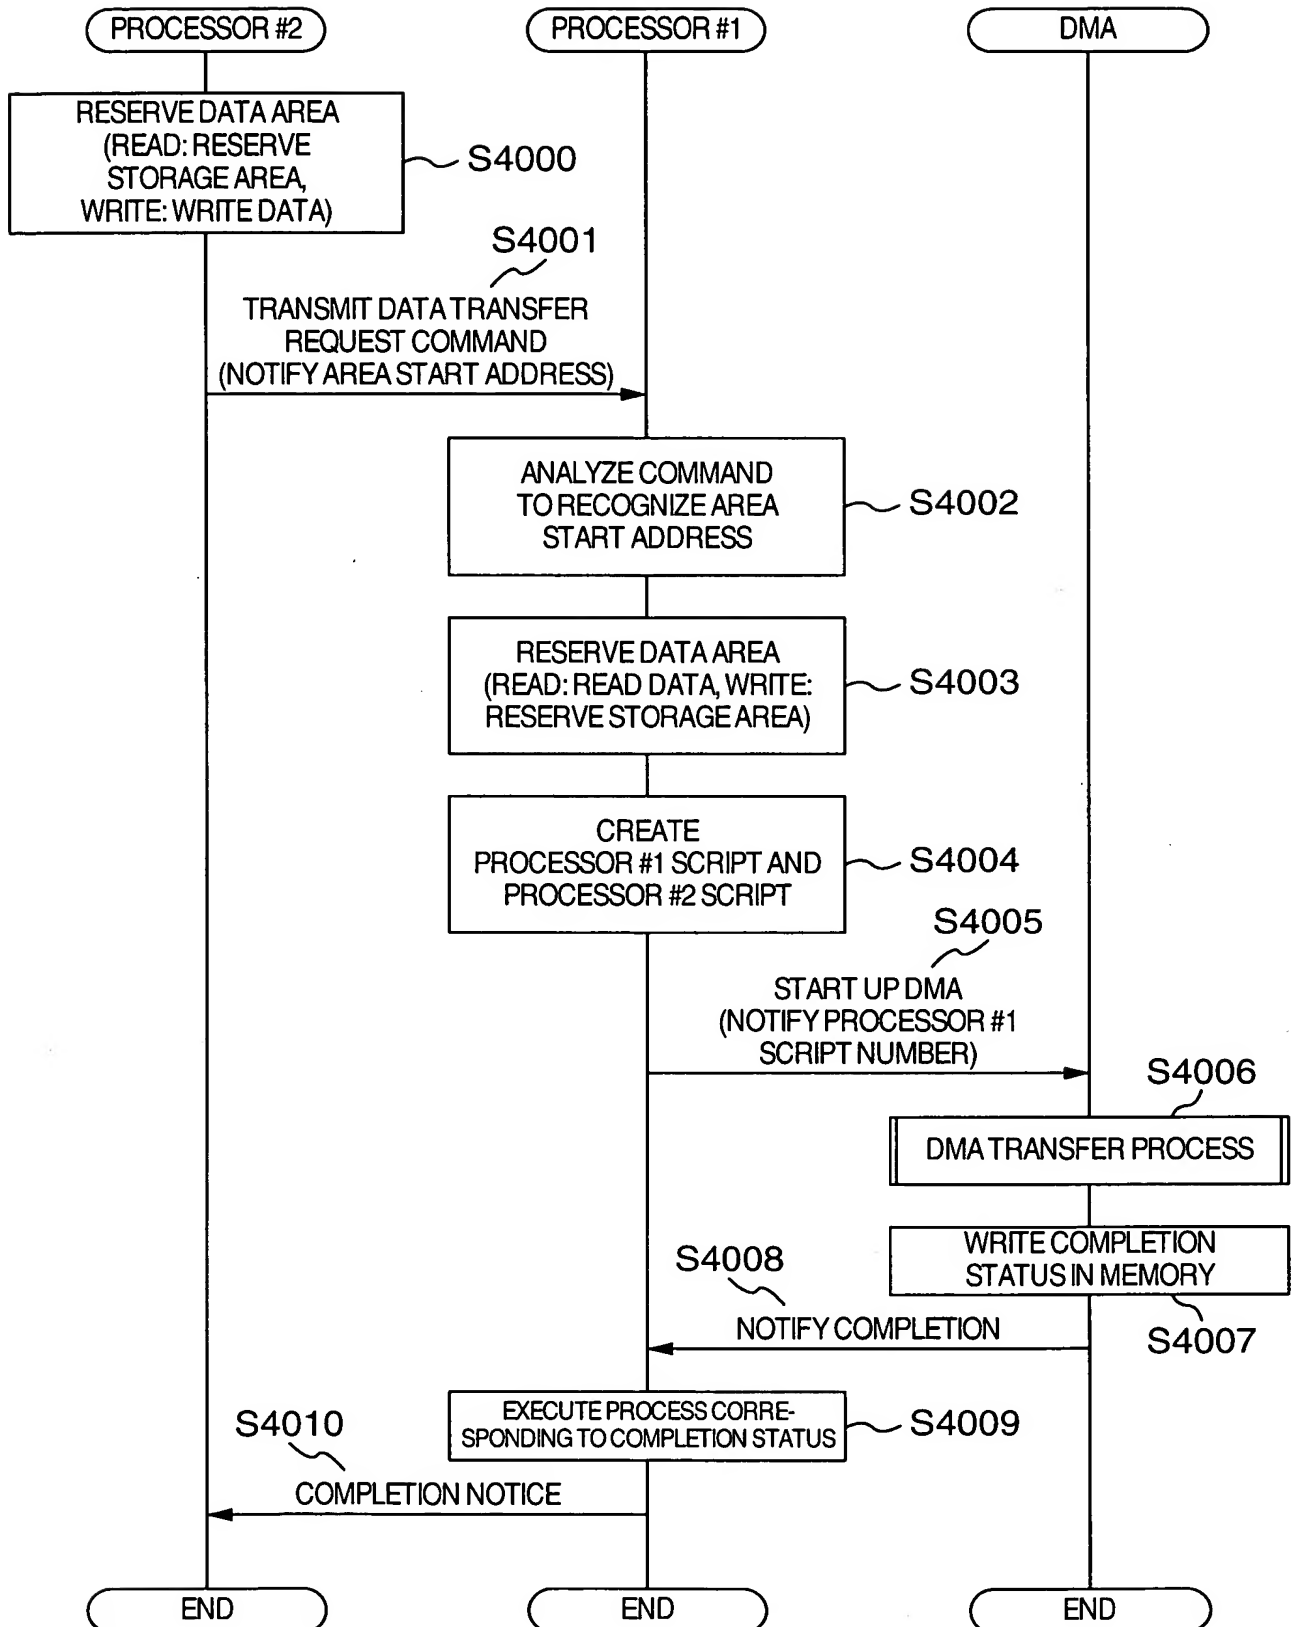 PROCESSOR #2
PROCESSOR #1
DMA
RESERVE DATA AREA
(READ: RESERVE
STORAGE AREA,
WRITE: WRITE DATA)
S4000
S4001
TRANSMIT DATA TRANSFER
REQUEST COMMAND
(NOTIFY AREA START ADDRESS)
ANALYZE COMMAND
TO RECOGNIZE AREA
START ADDRESS
S4002
RESERVE DATA AREA
(READ: READ DATA, WRITE:
RESERVE STORAGE AREA)
S4003
CREATE
PROCESSOR #1 SCRIPT AND
PROCESSOR #2 SCRIPT
S4004
S4005
START UP DMA
(NOTIFY PROCESSOR #1
SCRIPT NUMBER)
S4006
DMA TRANSFER PROCESS
WRITE COMPLETION
STATUS IN MEMORY
S4007
S4008
NOTIFY COMPLETION
EXECUTE PROCESS CORRE-
SPONDING TO COMPLETION STATUS
S4009
S4010
COMPLETION NOTICE
END
END
END